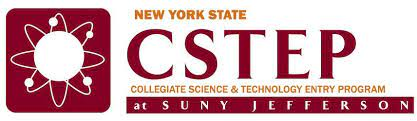 NEW YORK STATE
CSTEP
COLLEGIATE SCIENCE & TECHNOLOGY ENTRY PROGRAM
at SUNY JEFFERSON